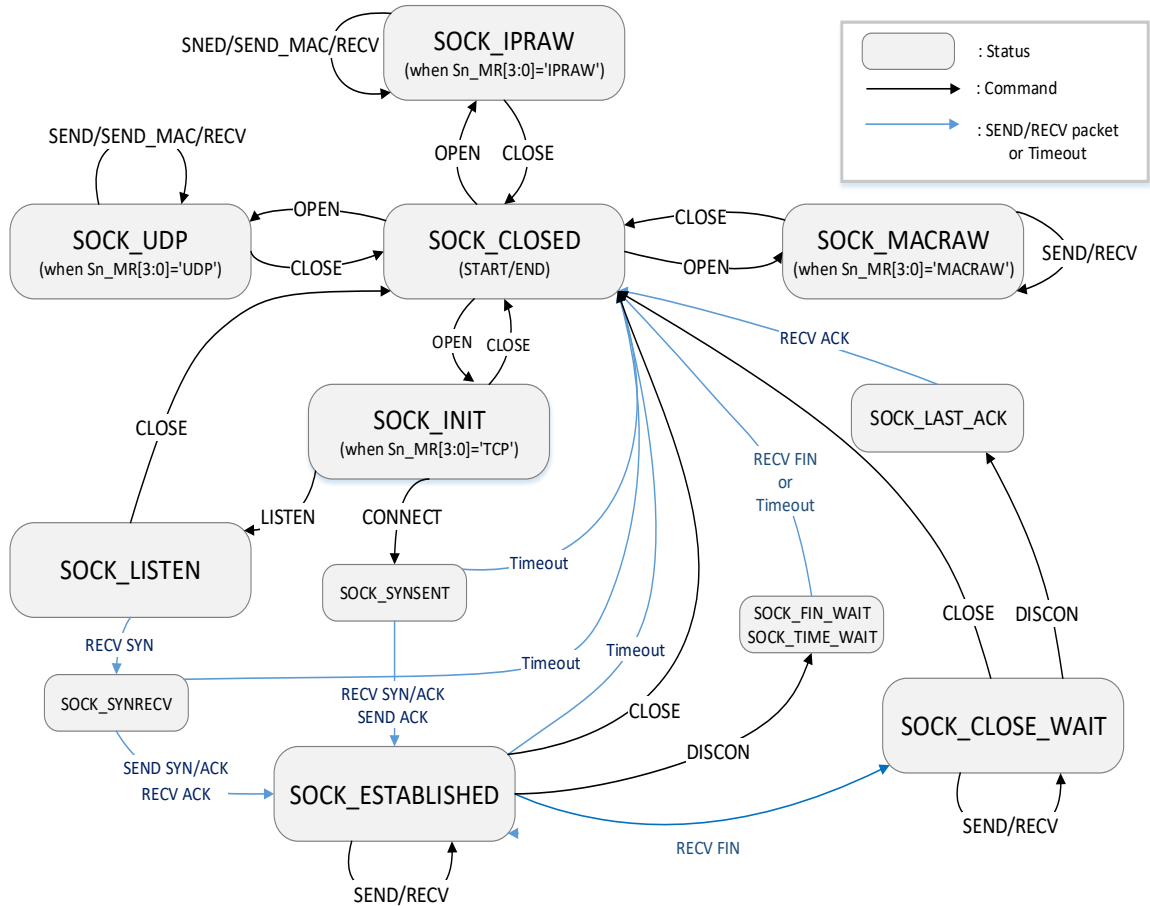 SNED/SEND_MAC/RECV
SOCK_IPRAW
(when Sn_MR[3:0]='IPRAW')
: Status
: Command
: SEND/RECV packet
or Timeout
SEND/SEND_MAC/RECV
OPEN
CLOSE
SOCK_UDP
(when Sn_MR[3:0]='UDP')
OPEN
CLOSE
SOCK_CLOSED
(START/END)
CLOSE
OPEN
SOCK_MACRAW
(when Sn_MR[3:0]='MACRAW')
SEND/RECV
OPEN
CLOSE
RECV ACK
SOCK_INIT
(when Sn_MR[3:0]='TCP')
SOCK_LAST_ACK
CLOSE
RECV FIN
or
Timeout
LISTEN
CONNECT
SOCK_LISTEN
Timeout
SOCK_SYNSENT
SOCK_FIN_WAIT
SOCK_TIME_WAIT
CLOSE
DISCON
RECV SYN
Timeout
Timeout
SOCK_SYNRECV
RECV SYN/ACK
SEND ACK
CLOSE
SOCK_CLOSE_WAIT
DISCON
SEND SYN/ACK
RECV ACK
SOCK_ESTABLISHED
SEND/RECV
RECV FIN
SEND/RECV